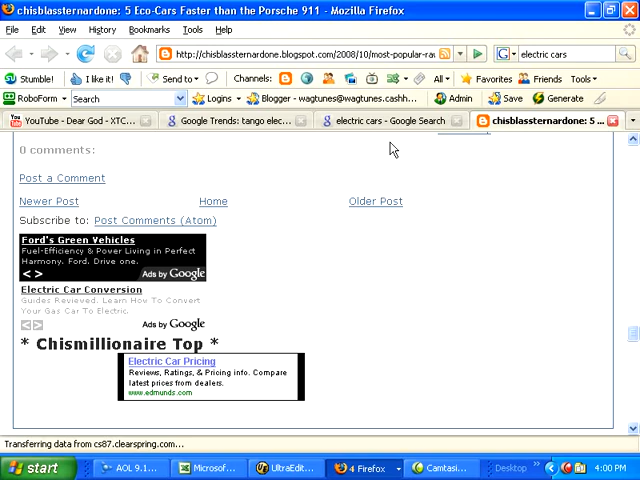 chisblassternardone: 5 Eco-Cars Faster than the Porsche 911 - Mozilla Firefox
File Edit View History Bookmarks Tools Help
http://chisblassternardone.blogspot.com/2008/10/most-popular-rav electric cars
Stumble! I like it! Send to Channels: All Favorites Friends Tools
RoboForm Search Logins Blogger - wagtunes@wagtunes.cashh... Admin Save Generate
YouTube - Dear God - XTC... Google Trends: tango elec... electric cars - Google Search chisblassternardone: 5 ...
0 comments:
Post a Comment
Newer Post Home Older Post
Subscribe to: Post Comments (Atom)
Ford's Green Vehicles
Fuel-Efficiency & Power Living in Perfect
Harmony. Ford. Drive one.
< > Ads by Google
Electric Car Conversion
Guides Reviewed. Learn How To Convert
Your Gas Car To Electric.
< > Ads by Google
* Chismillionaire Top *
Electric Car Pricing
Reviews, Ratings, & Pricing info. Compare
latest prices from dealers.
www.edmunds.com
Transferring data from cs87.clearspring.com...
start AOL 9.1... Microsof... UltraEdit... 4 Firefox Camtasi... Desktop 4:00 PM